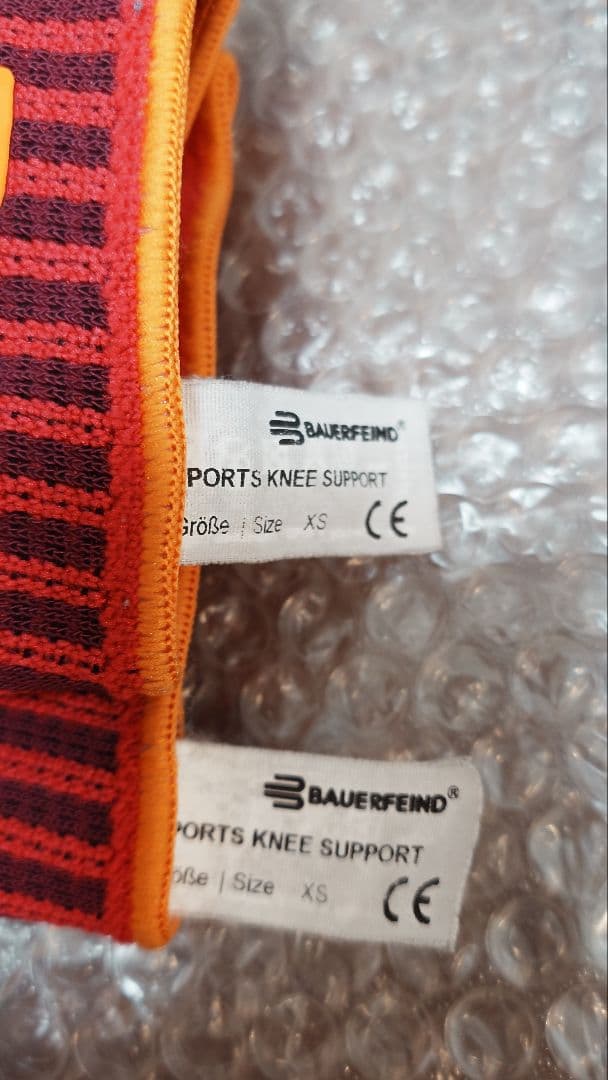 BAUERFEIND®
PORTS KNEE SUPPORT
Größe | Size XS CE
BAUERFEIND®
PORTS KNEE SUPPORT
öße | Size XS CE